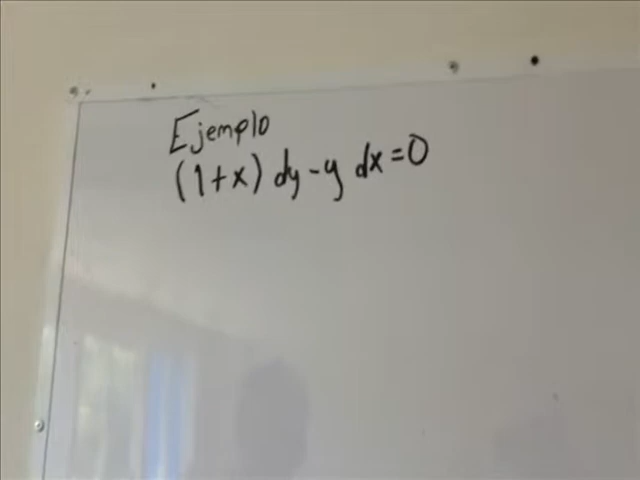 Ejemplo
(1+x) dy - y dx = 0